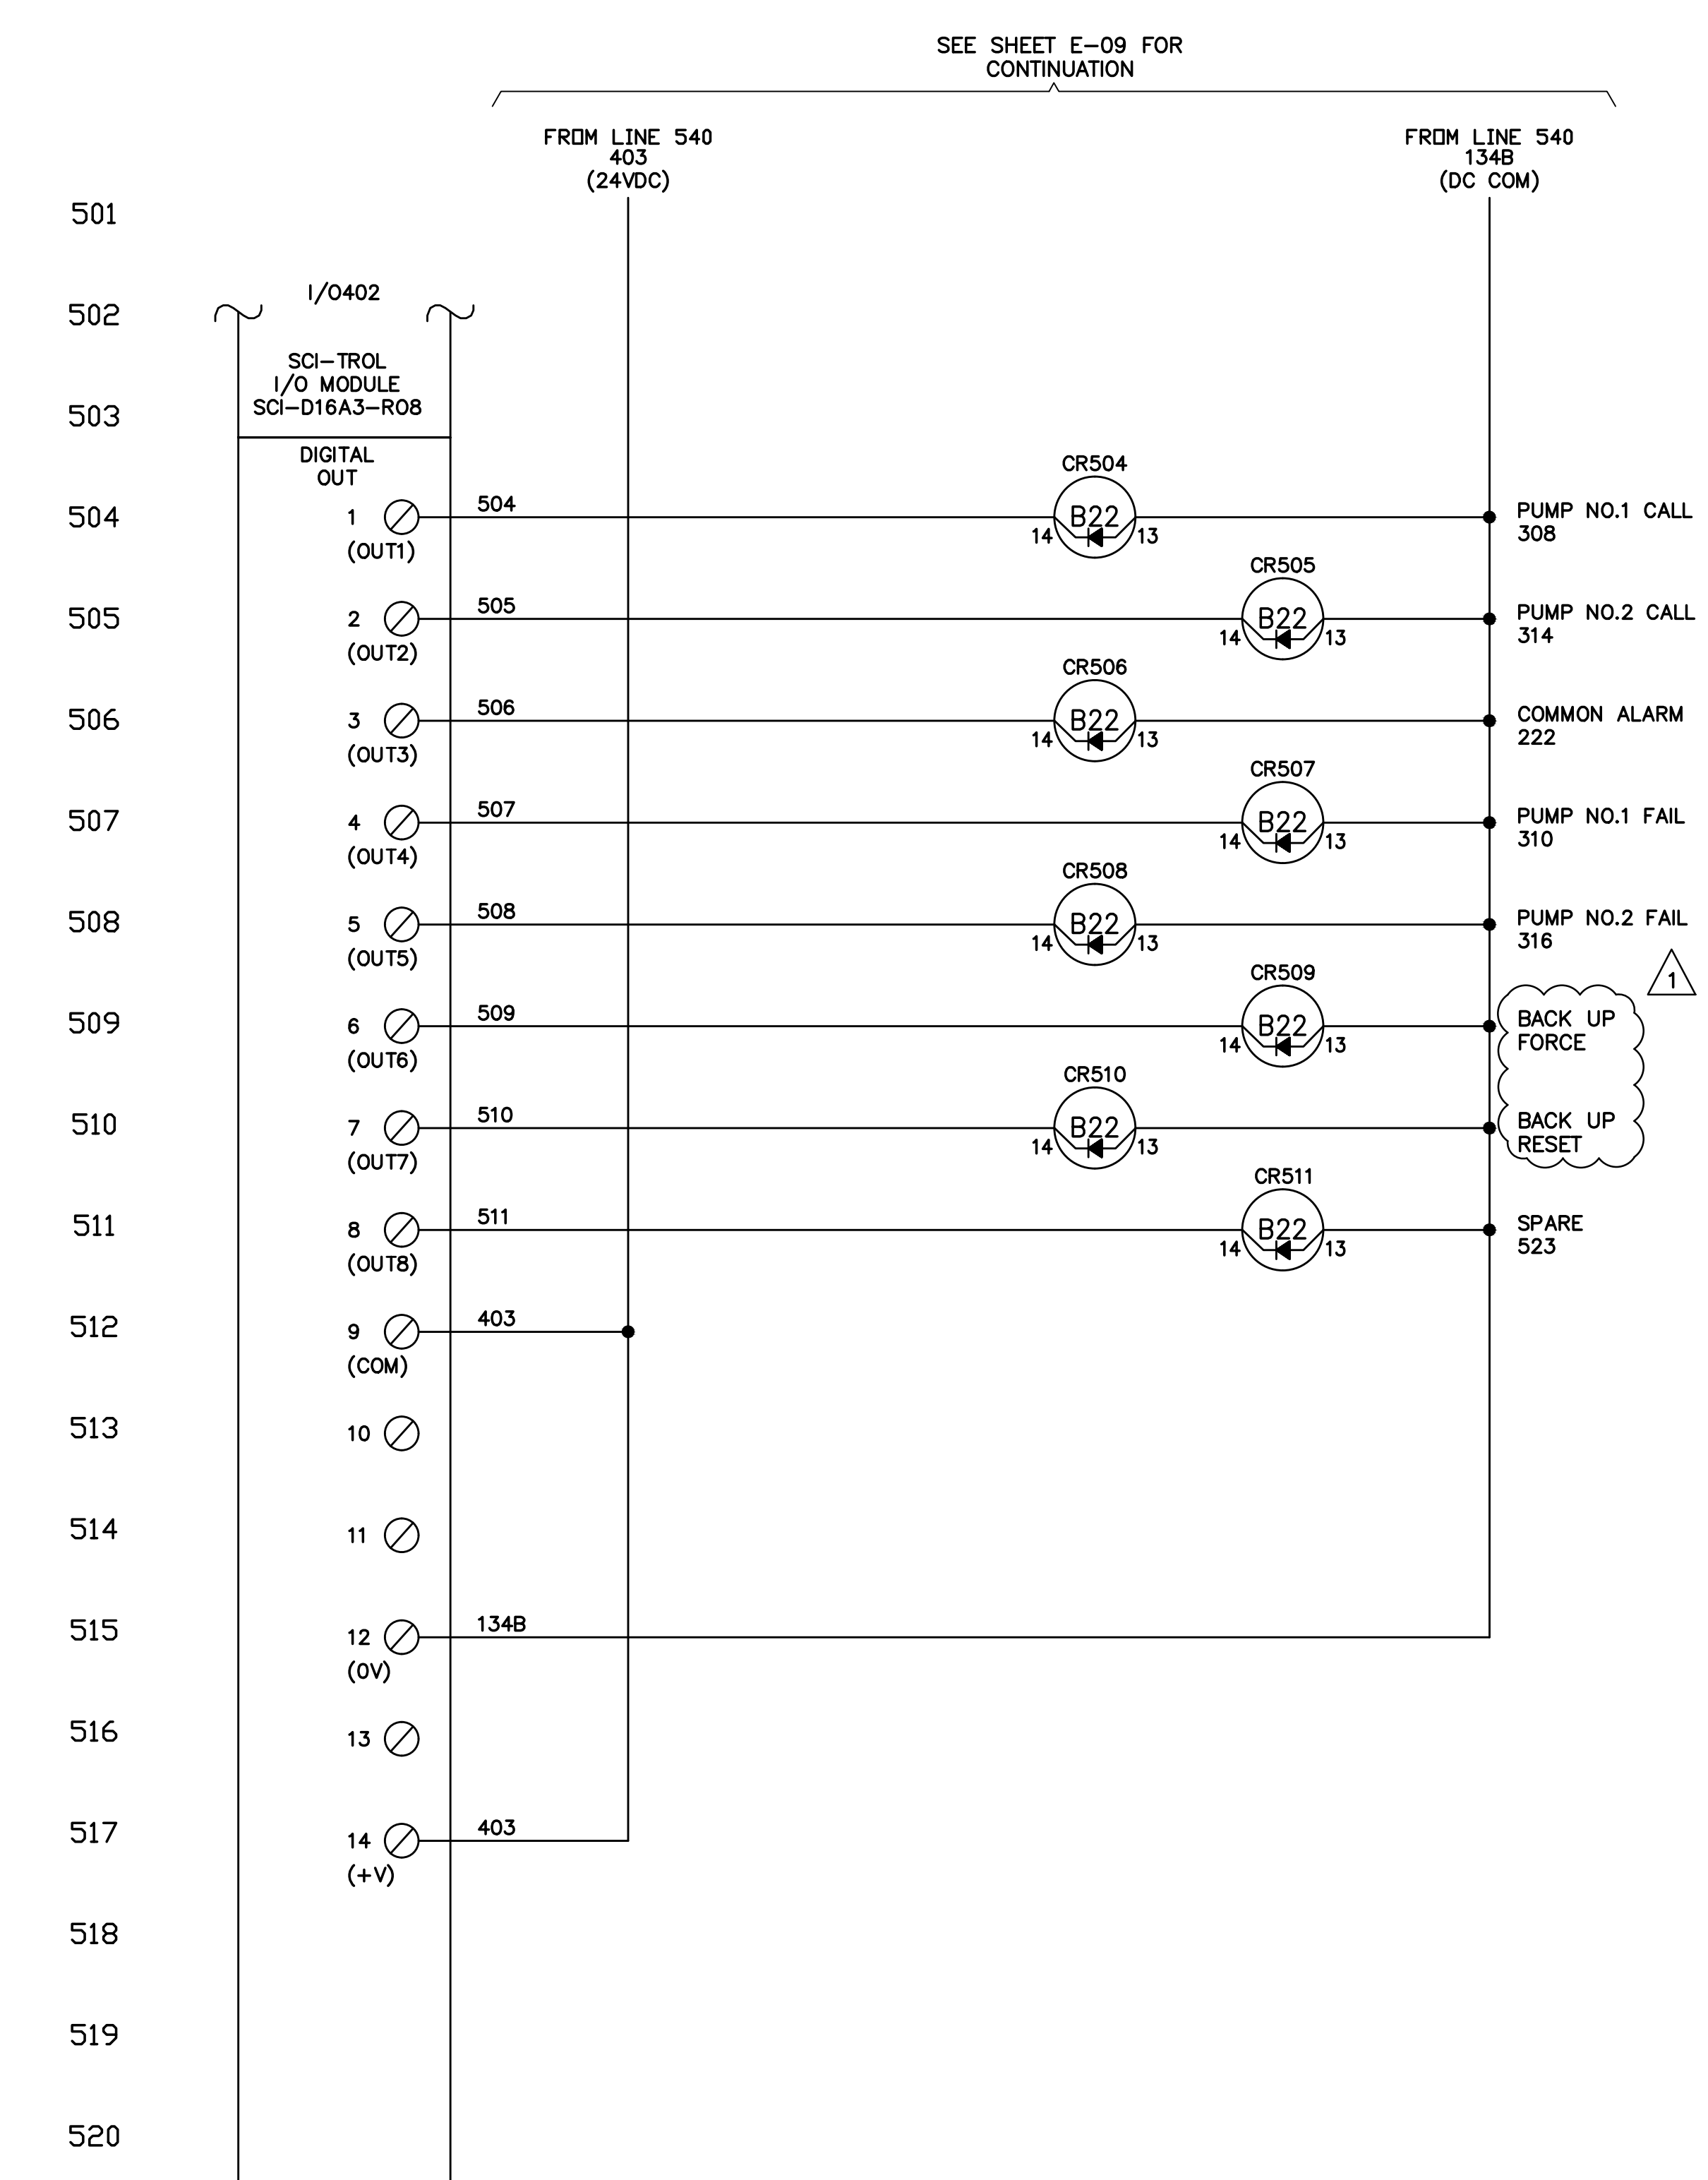 SEE SHEET E-09 FOR
CONTINUATION
FROM LINE 540
403
(24VDC)
FROM LINE 540
134B
(DC COM)
501
502
I/O402
SCI-TROL
I/O MODULE
SCI-D16A3-RO8
503
DIGITAL
OUT
CR504
504
1
504
B22
14
13
PUMP NO.1 CALL
308
(OUT1)
CR505
505
2
505
B22
14
13
PUMP NO.2 CALL
314
(OUT2)
CR506
506
3
506
B22
14
13
COMMON ALARM
222
(OUT3)
CR507
507
4
507
B22
14
13
PUMP NO.1 FAIL
310
(OUT4)
CR508
508
5
508
B22
14
13
PUMP NO.2 FAIL
316
(OUT5)
1
CR509
509
6
509
B22
14
13
BACK UP
FORCE
(OUT6)
CR510
510
7
510
B22
14
13
BACK UP
RESET
(OUT7)
CR511
511
8
511
B22
14
13
SPARE
523
(OUT8)
512
9
403
(COM)
513
10
514
11
515
12
134B
(0V)
516
13
517
14
403
(+V)
518
519
520